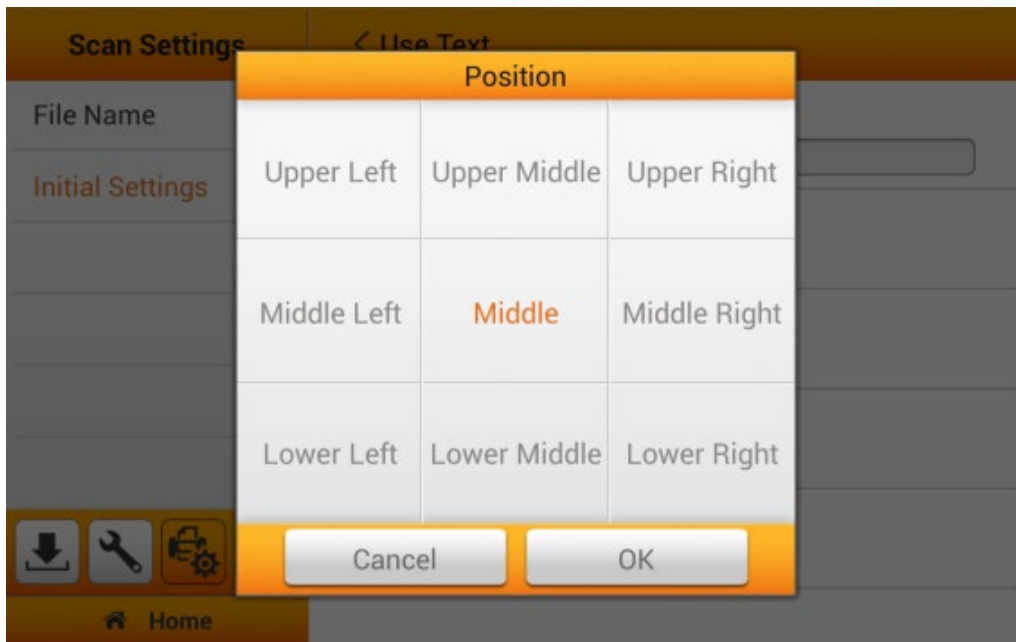 Scan Settings
< Use Text
Position
File Name
Initial Settings
Upper Left
Upper Middle
Upper Right
Middle Left
Middle
Middle Right
Lower Left
Lower Middle
Lower Right
Cancel
OK
Home